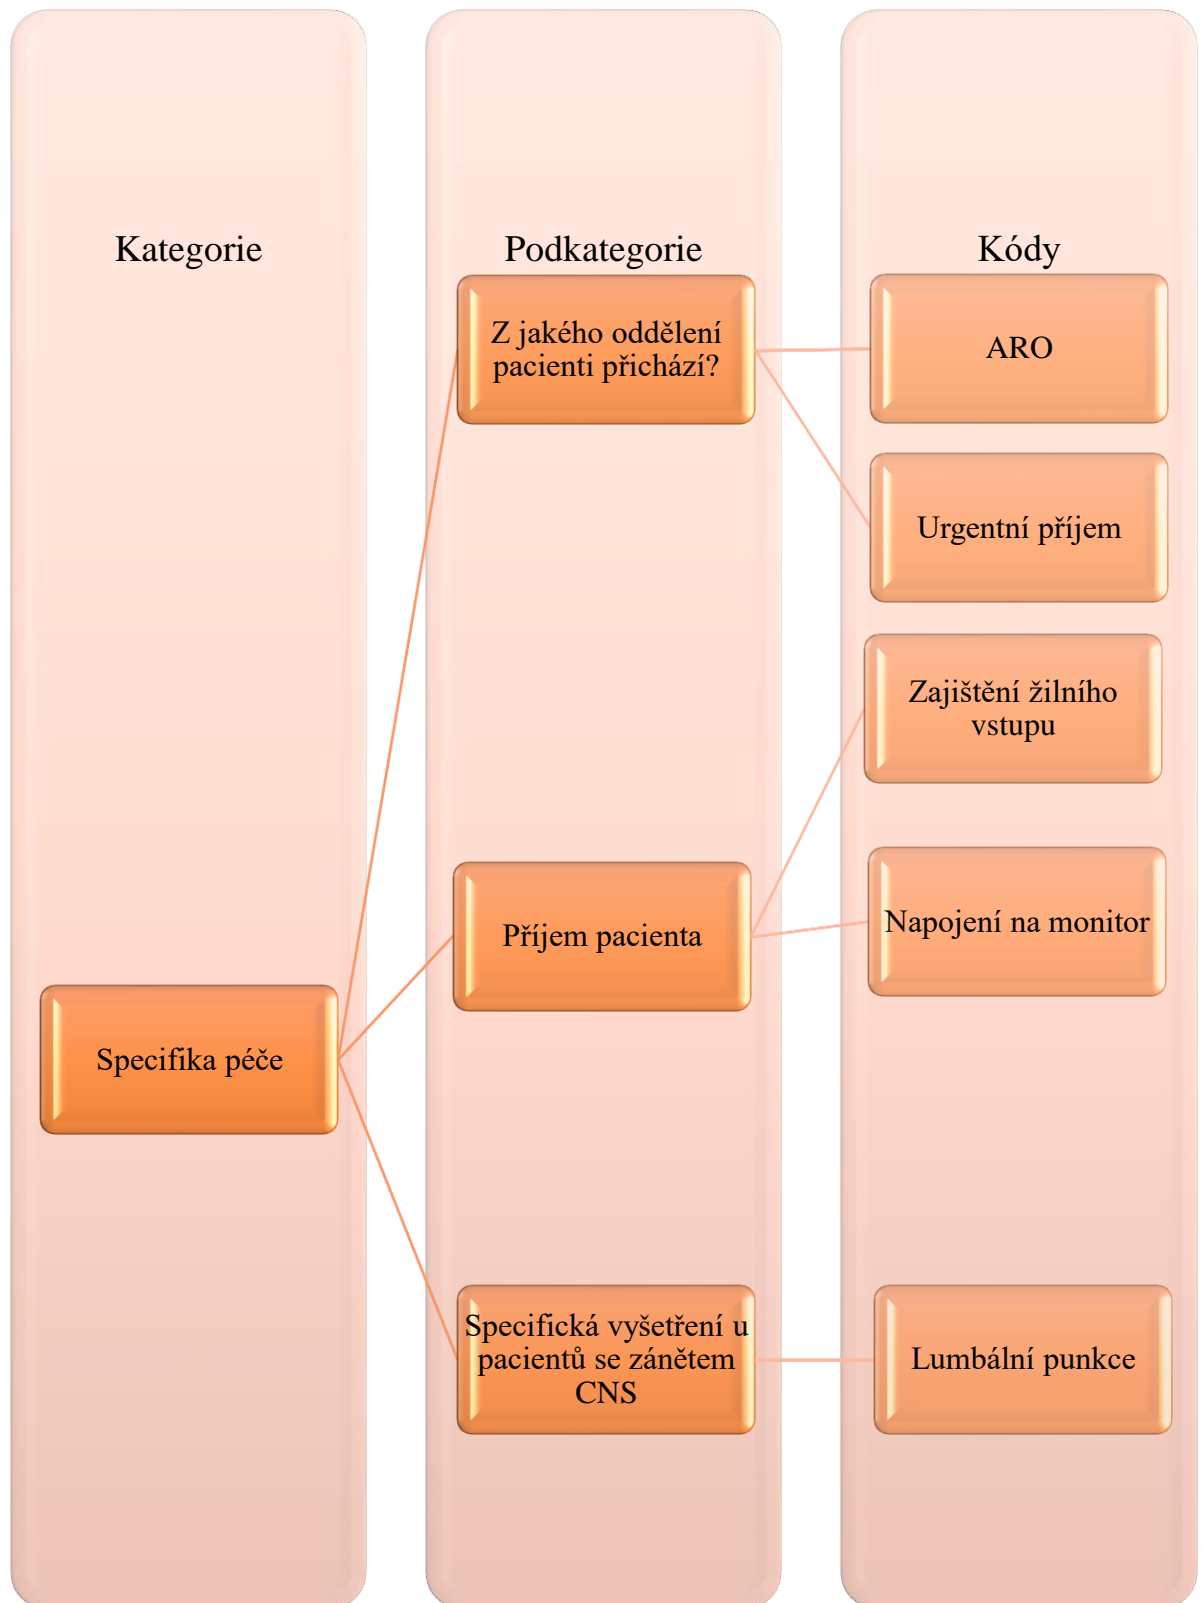 Kategorie
Podkategorie
Kódy
Z jakého oddělení
pacienti přichází?
ARO
Urgentní příjem
Zajištění žilního
vstupu
Příjem pacienta
Napojení na monitor
Specifika péče
Specifická vyšetření u
pacientů se zánětem
CNS
Lumbální punkce